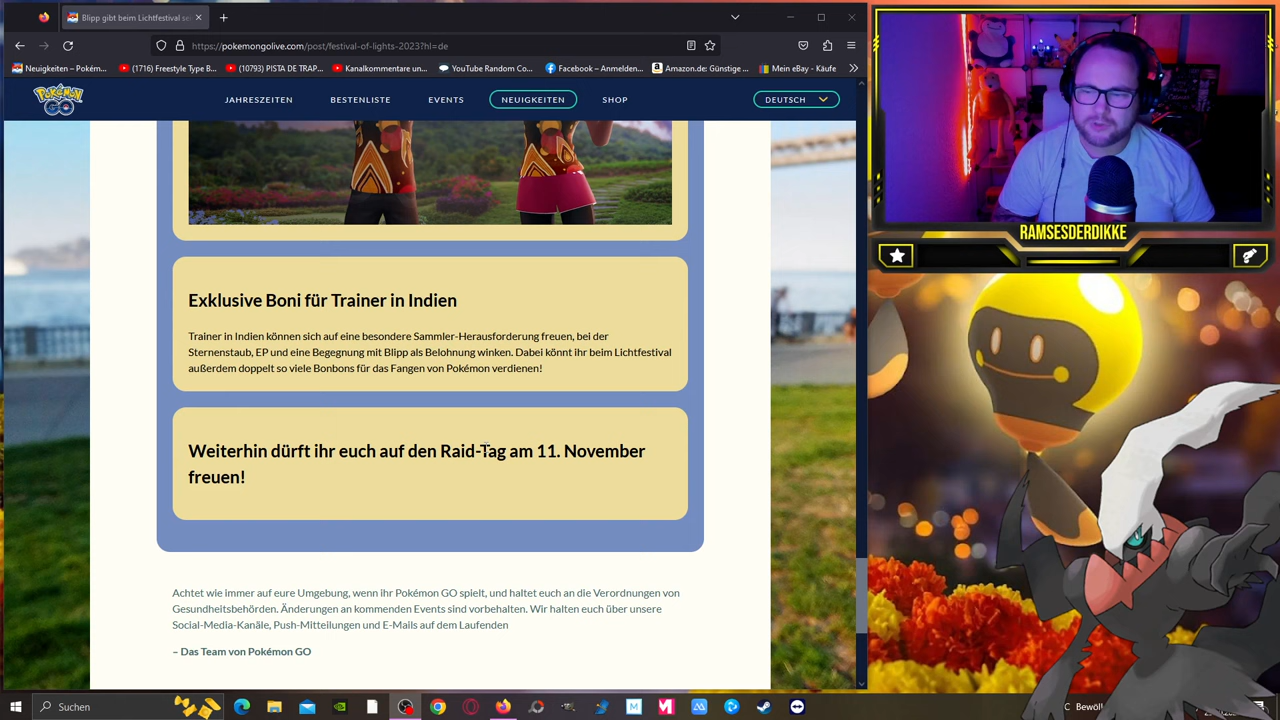 Blipp gibt beim Lichtfestival sei
https://pokemongolive.com/post/festival-of-lights-2023?hl=de
Neuigkeiten – Pokém...
(1716) Freestyle Type B...
(10793) PISTA DE TRAP...
Kanalkommentare un...
YouTube Random Co...
Facebook – Anmelden...
Amazon.de: Günstige ...
Mein eBay - Käufe
POKÉMON GO
JAHRESZEITEN
BESTENLISTE
EVENTS
NEUIGKEITEN
SHOP
DEUTSCH
RAMSESDERDIKKE
Exklusive Boni für Trainer in Indien
Trainer in Indien können sich auf eine besondere Sammler-Herausforderung freuen, bei der
Sternenstaub, EP und eine Begegnung mit Blipp als Belohnung winken. Dabei könnt ihr beim Lichtfestival
außerdem doppelt so viele Bonbons für das Fangen von Pokémon verdienen!
Weiterhin dürft ihr euch auf den Raid-Tag am 11. November
freuen!
Achtet wie immer auf eure Umgebung, wenn ihr Pokémon GO spielt, und haltet euch an die Verordnungen von
Gesundheitsbehörden. Änderungen an kommenden Events sind vorbehalten. Wir halten euch über unsere
Social-Media-Kanäle, Push-Mitteilungen und E-Mails auf dem Laufenden
– Das Team von Pokémon GO
Suchen
C Bewöl